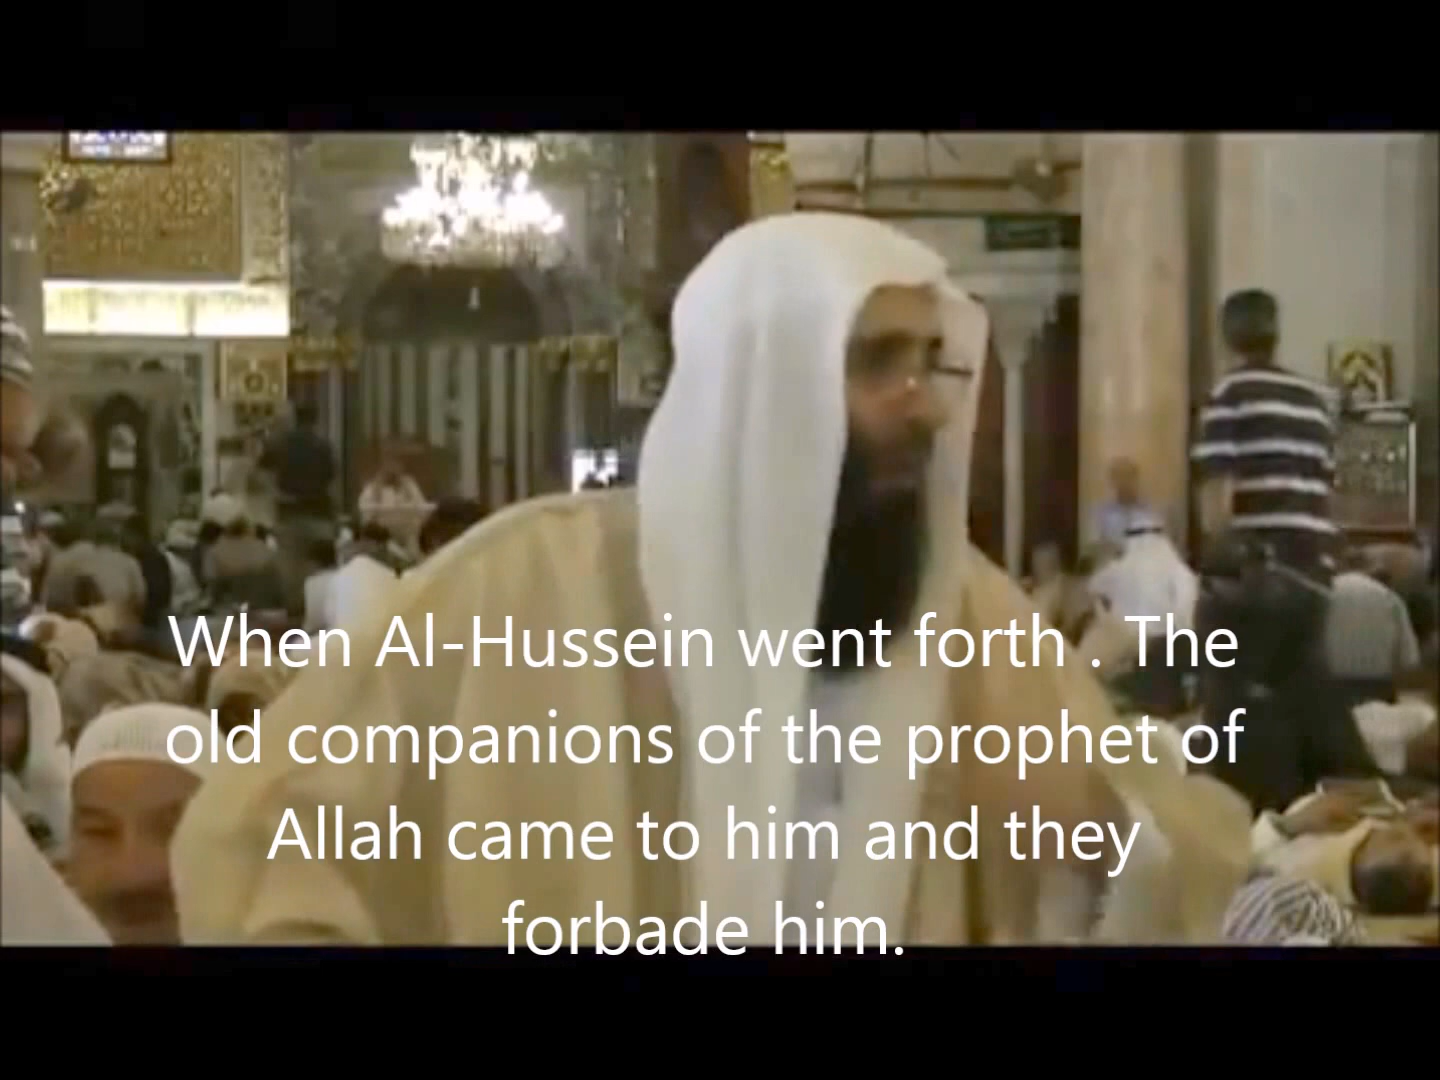 When Al-Hussein went forth . The
old companions of the prophet of
Allah came to him and they
forbade him.